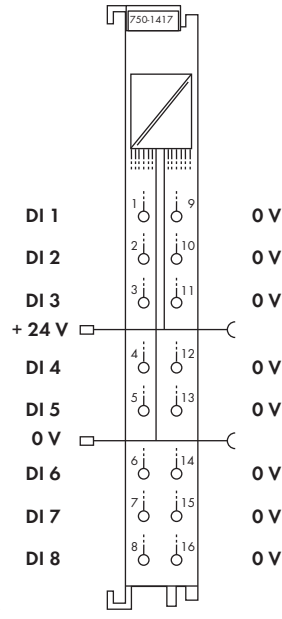 750-1417
DI 1 1 9 0 V
DI 2 2 10 0 V
DI 3 3 11 0 V
+ 24 V
DI 4 4 12 0 V
DI 5 5 13 0 V
0 V
DI 6 6 14 0 V
DI 7 7 15 0 V
DI 8 8 16 0 V